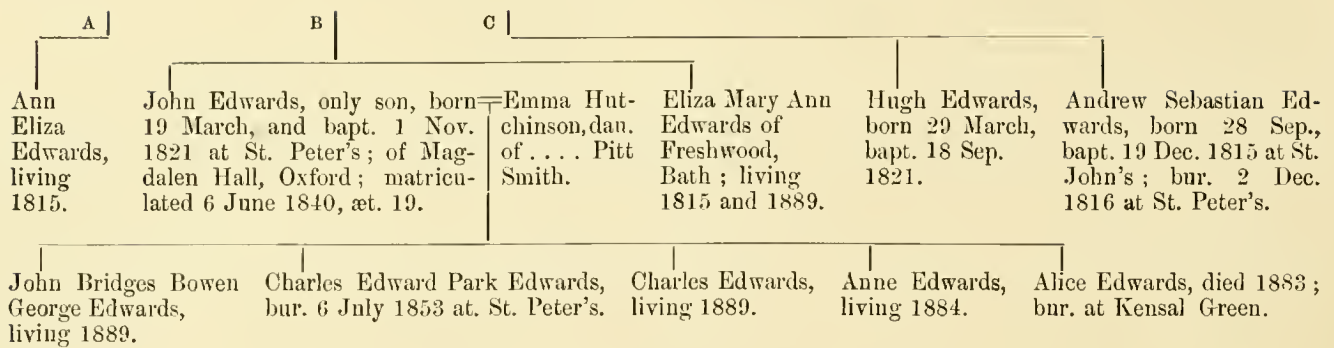 A
B
C
Ann
Eliza
Edwards,
living
1815.
John Edwards, only son, born
19 March, and bapt. 1 Nov.
1821 at St. Peter's; of Mag-
dalen Hall, Oxford; matricu-
lated 6 June 1840, æt. 19.
Emma Hut-
chinson, dau.
of . . . . Pitt
Smith.
Eliza Mary Ann
Edwards of
Freshwood,
Bath; living
1815 and 1889.
Hugh Edwards,
born 29 March,
bapt. 18 Sep.
1821.
Andrew Sebastian Ed-
wards, born 28 Sep.,
bapt. 19 Dec. 1815 at St.
John's; bur. 2 Dec.
1816 at St. Peter's.
John Bridges Bowen
George Edwards,
living 1889.
Charles Edward Park Edwards,
bur. 6 July 1853 at. St. Peter's.
Charles Edwards,
living 1889.
Anne Edwards,
living 1884.
Alice Edwards, died 1883;
bur. at Kensal Green.